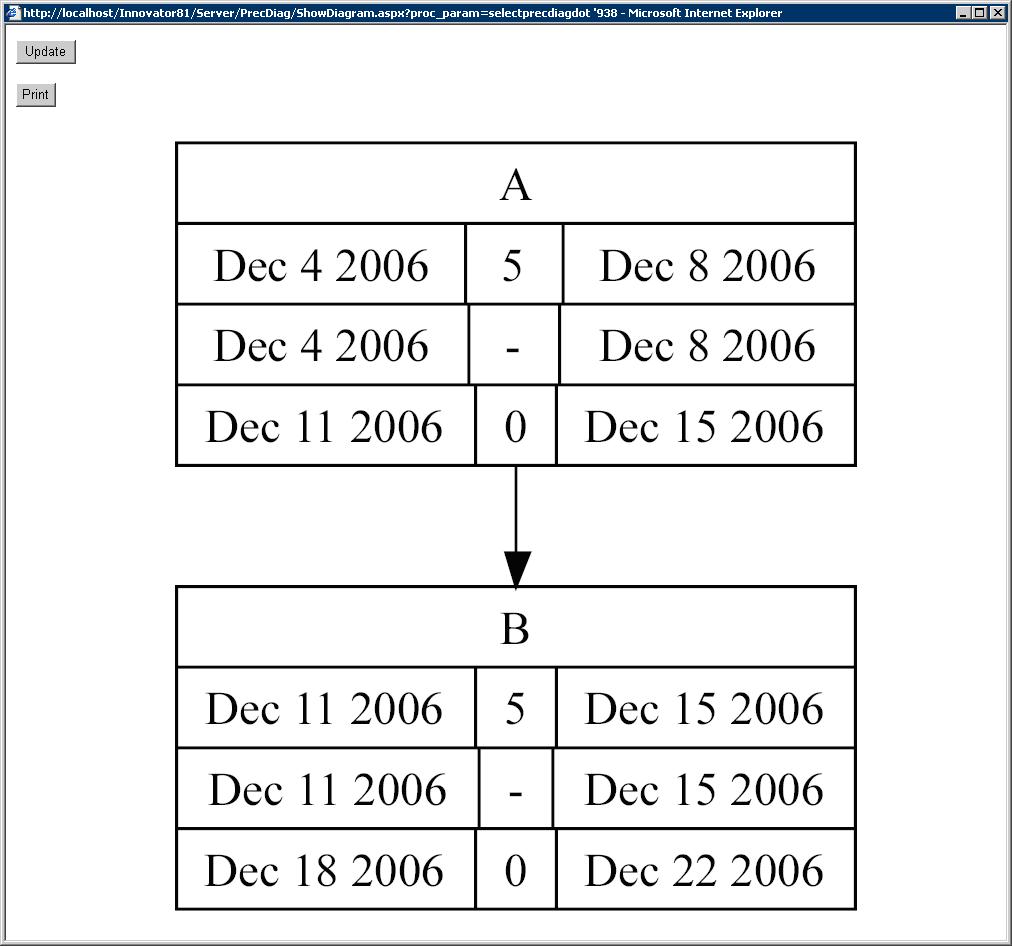 http://localhost/Innovator81/Server/PrecDiag/ShowDiagram.aspx?proc_param=selectprecdiagdot '938 - Microsoft Internet Explorer
Update
Print
A
Dec 4 2006 5 Dec 8 2006
Dec 4 2006 - Dec 8 2006
Dec 11 2006 0 Dec 15 2006
B
Dec 11 2006 5 Dec 15 2006
Dec 11 2006 - Dec 15 2006
Dec 18 2006 0 Dec 22 2006